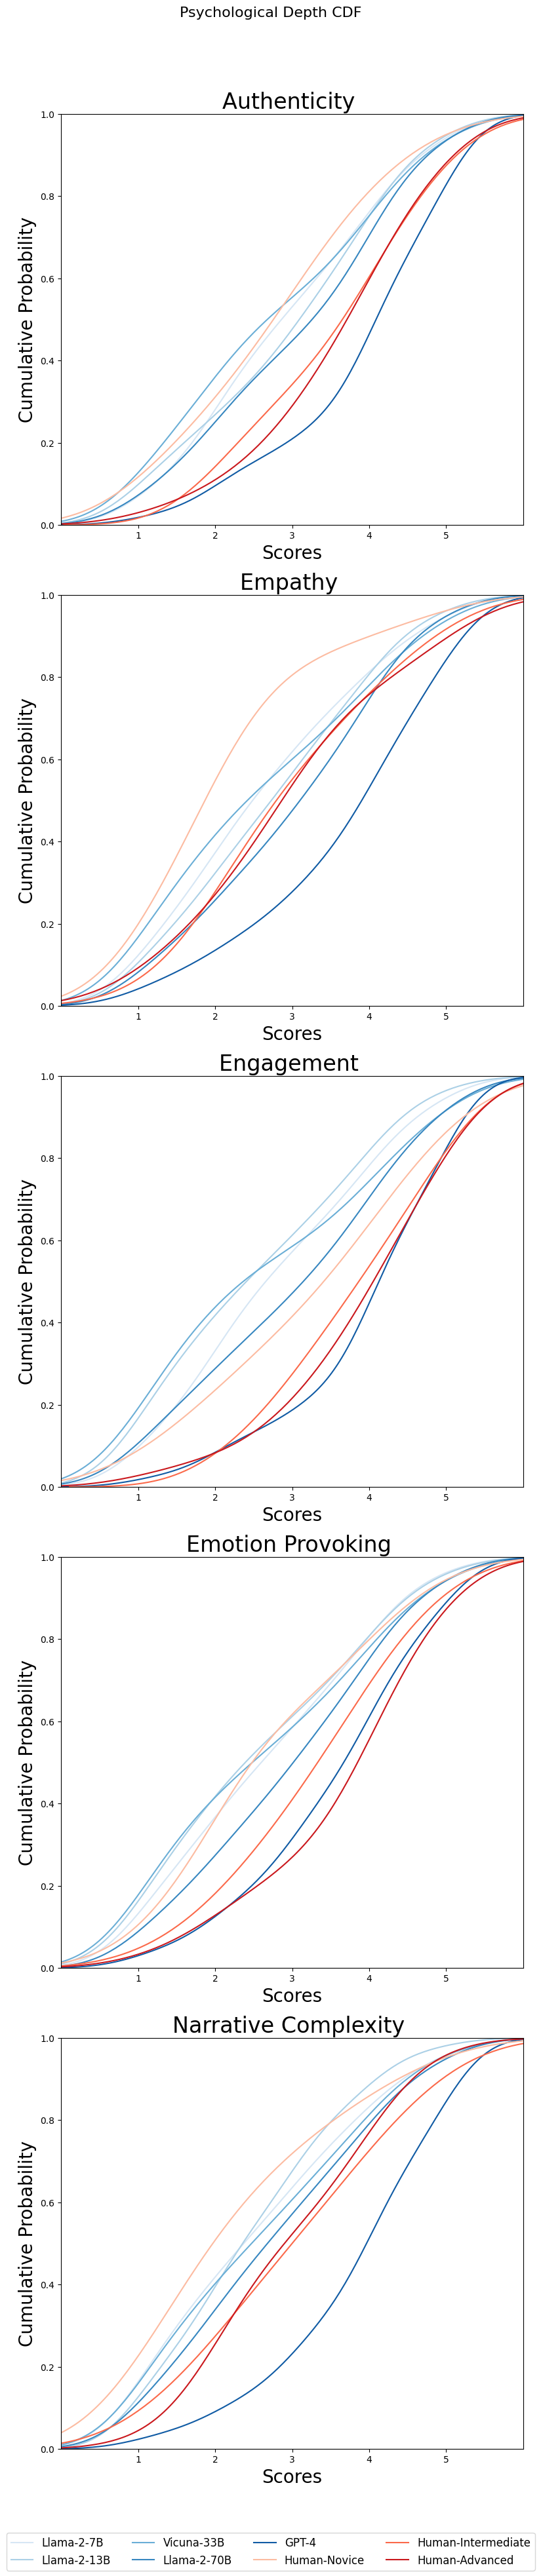 Psychological Depth CDF
Authenticity
1.0
0.8
0.6
0.4
0.2
0.0
Cumulative Probability
1 2 3 4 5
Scores
Empathy
1.0
0.8
0.6
0.4
0.2
0.0
Cumulative Probability
1 2 3 4 5
Scores
Engagement
1.0
0.8
0.6
0.4
0.2
0.0
Cumulative Probability
1 2 3 4 5
Scores
Emotion Provoking
1.0
0.8
0.6
0.4
0.2
0.0
Cumulative Probability
1 2 3 4 5
Scores
Narrative Complexity
1.0
0.8
0.6
0.4
0.2
0.0
Cumulative Probability
1 2 3 4 5
Scores
Llama-2-7B Vicuna-33B GPT-4 Human-Intermediate
Llama-2-13B Llama-2-70B Human-Novice Human-Advanced